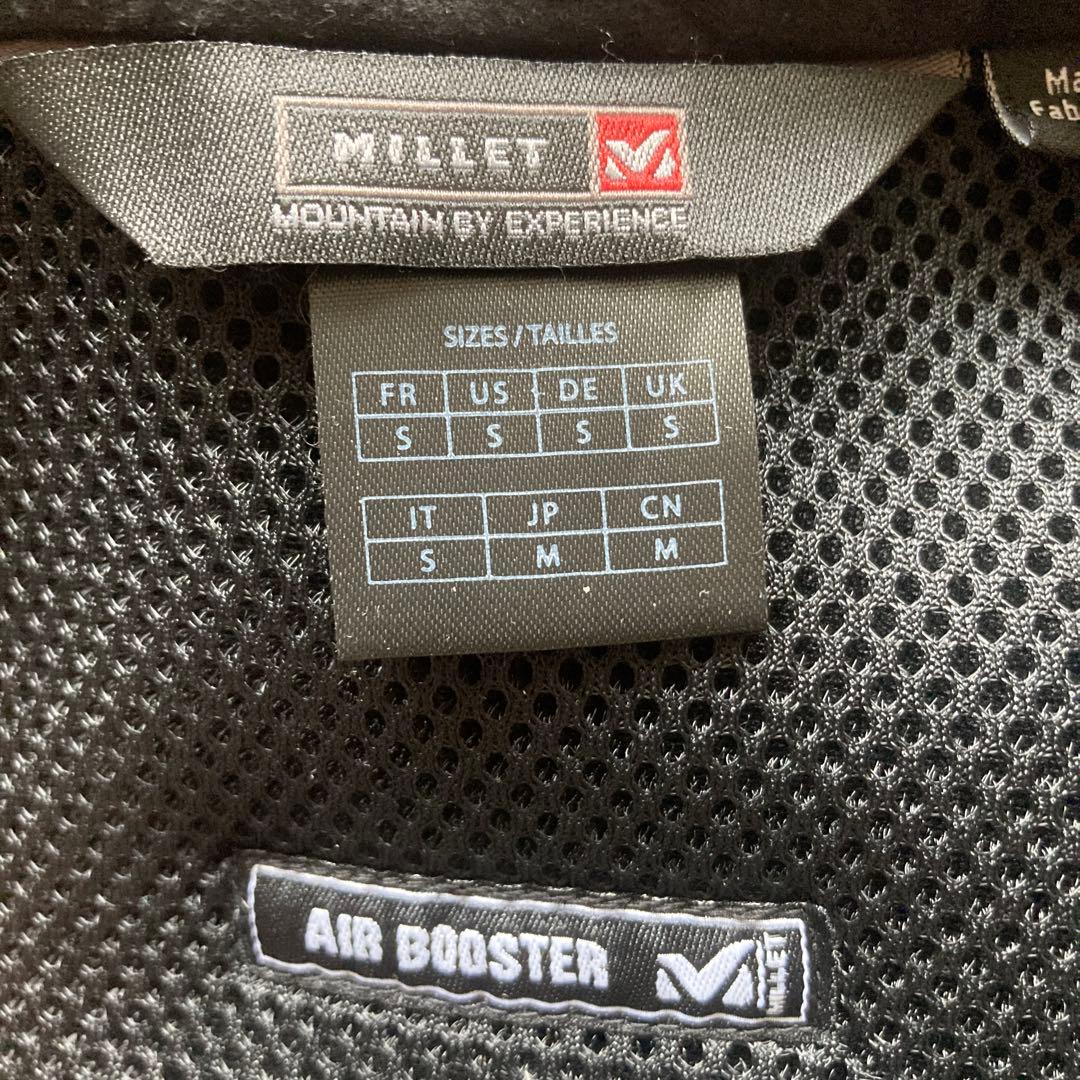 MILLET
MOUNTAIN BY EXPERIENCE
SIZES / TAILLES
FR US DE UK
S S S S
IT JP CN
S M M
AIR BOOSTER
MILLET